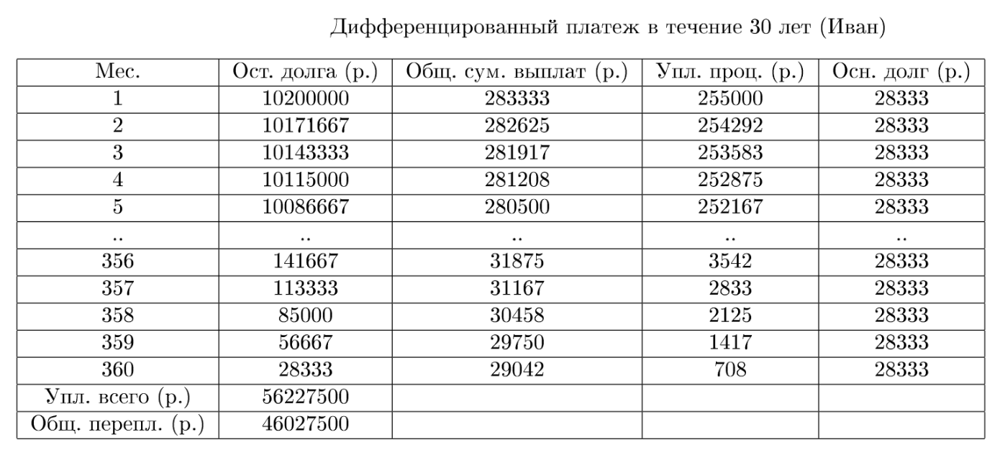 Дифференцированный платеж в течение 30 лет (Иван)
Мес. Ост. долга (р.) Общ. сум. выплат (р.) Упл. проц. (р.) Осн. долг (р.)
1 10200000 283333 255000 28333
2 10171667 282625 254292 28333
3 10143333 281917 253583 28333
4 10115000 281208 252875 28333
5 10086667 280500 252167 28333
.. .. .. .. ..
356 141667 31875 3542 28333
357 113333 31167 2833 28333
358 85000 30458 2125 28333
359 56667 29750 1417 28333
360 28333 29042 708 28333
Упл. всего (р.) 56227500
Общ. перепл. (р.) 46027500